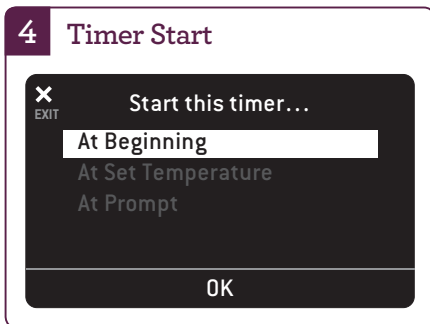 4 Timer Start
Start this timer...
EXIT
At Beginning
At Set Temperature
At Prompt
OK